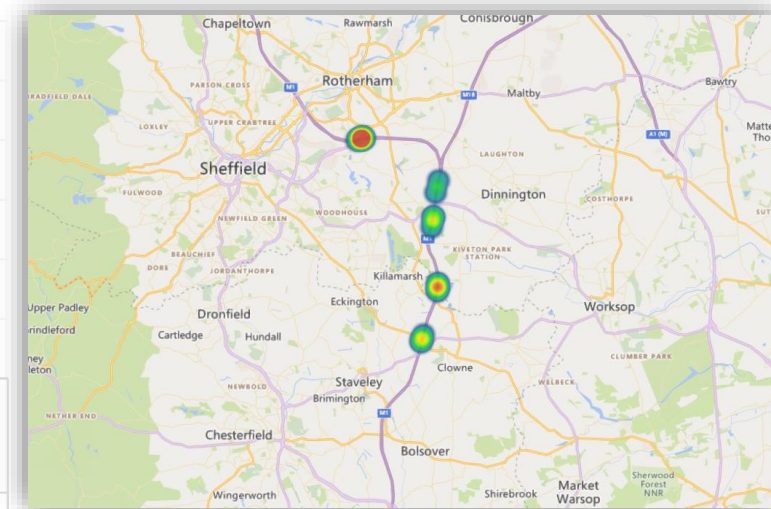 Chapeltown
Rawmarsh
Conisbrough
Rotherham
M1
M18
Maltby
Bawtry
PARSON CROSS
BRADFIELD DALE
UPPER CRABTREE
LOXLEY
A1 (M)
LAUGHTON
Sheffield
Dinnington
FULWOOD
WOODHOUSE
COSTHORPE
NEWFIELD GREEN
KIVETON PARK
STATION
BEAUCHIEF
DORE
JORDANTHORPE
Killamarsh
Eckington
Upper Padley
Worksop
Dronfield
Cartledge
Hundall
CLUMBER PARK
Clowne
NEWBOLD
Staveley
WELBECK
Brimington
NETHER END
M1
Chesterfield
Bolsover
Sherwood
Forest
NNR
Market
Warsop
Shirebrook
Wingerworth